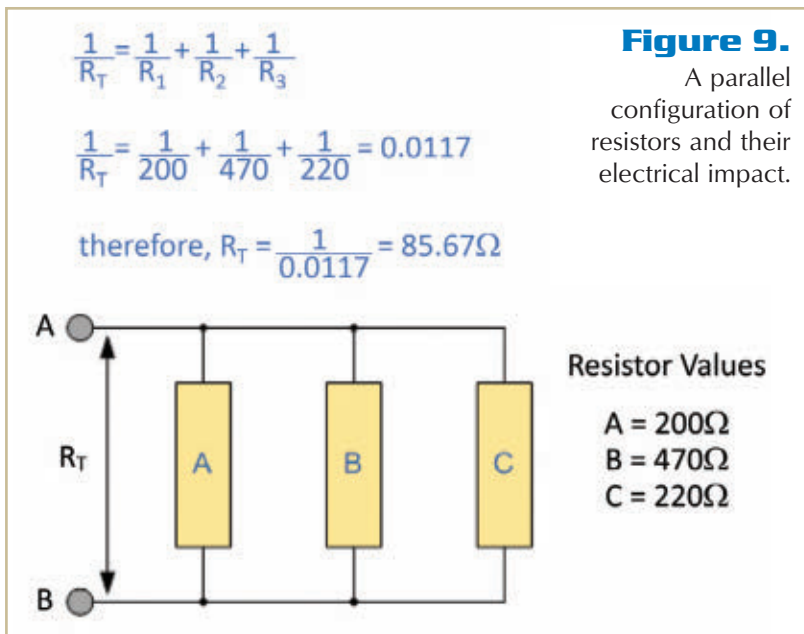 1/R_T = 1/R_1 + 1/R_2 + 1/R_3
1/R_T = 1/200 + 1/470 + 1/220 = 0.0117
therefore, R_T = 1/0.0117 = 85.67Ω
Figure 9.
A parallel
configuration of
resistors and their
electrical impact.
A
R_T
A
B
C
B
Resistor Values
A = 200Ω
B = 470Ω
C = 220Ω